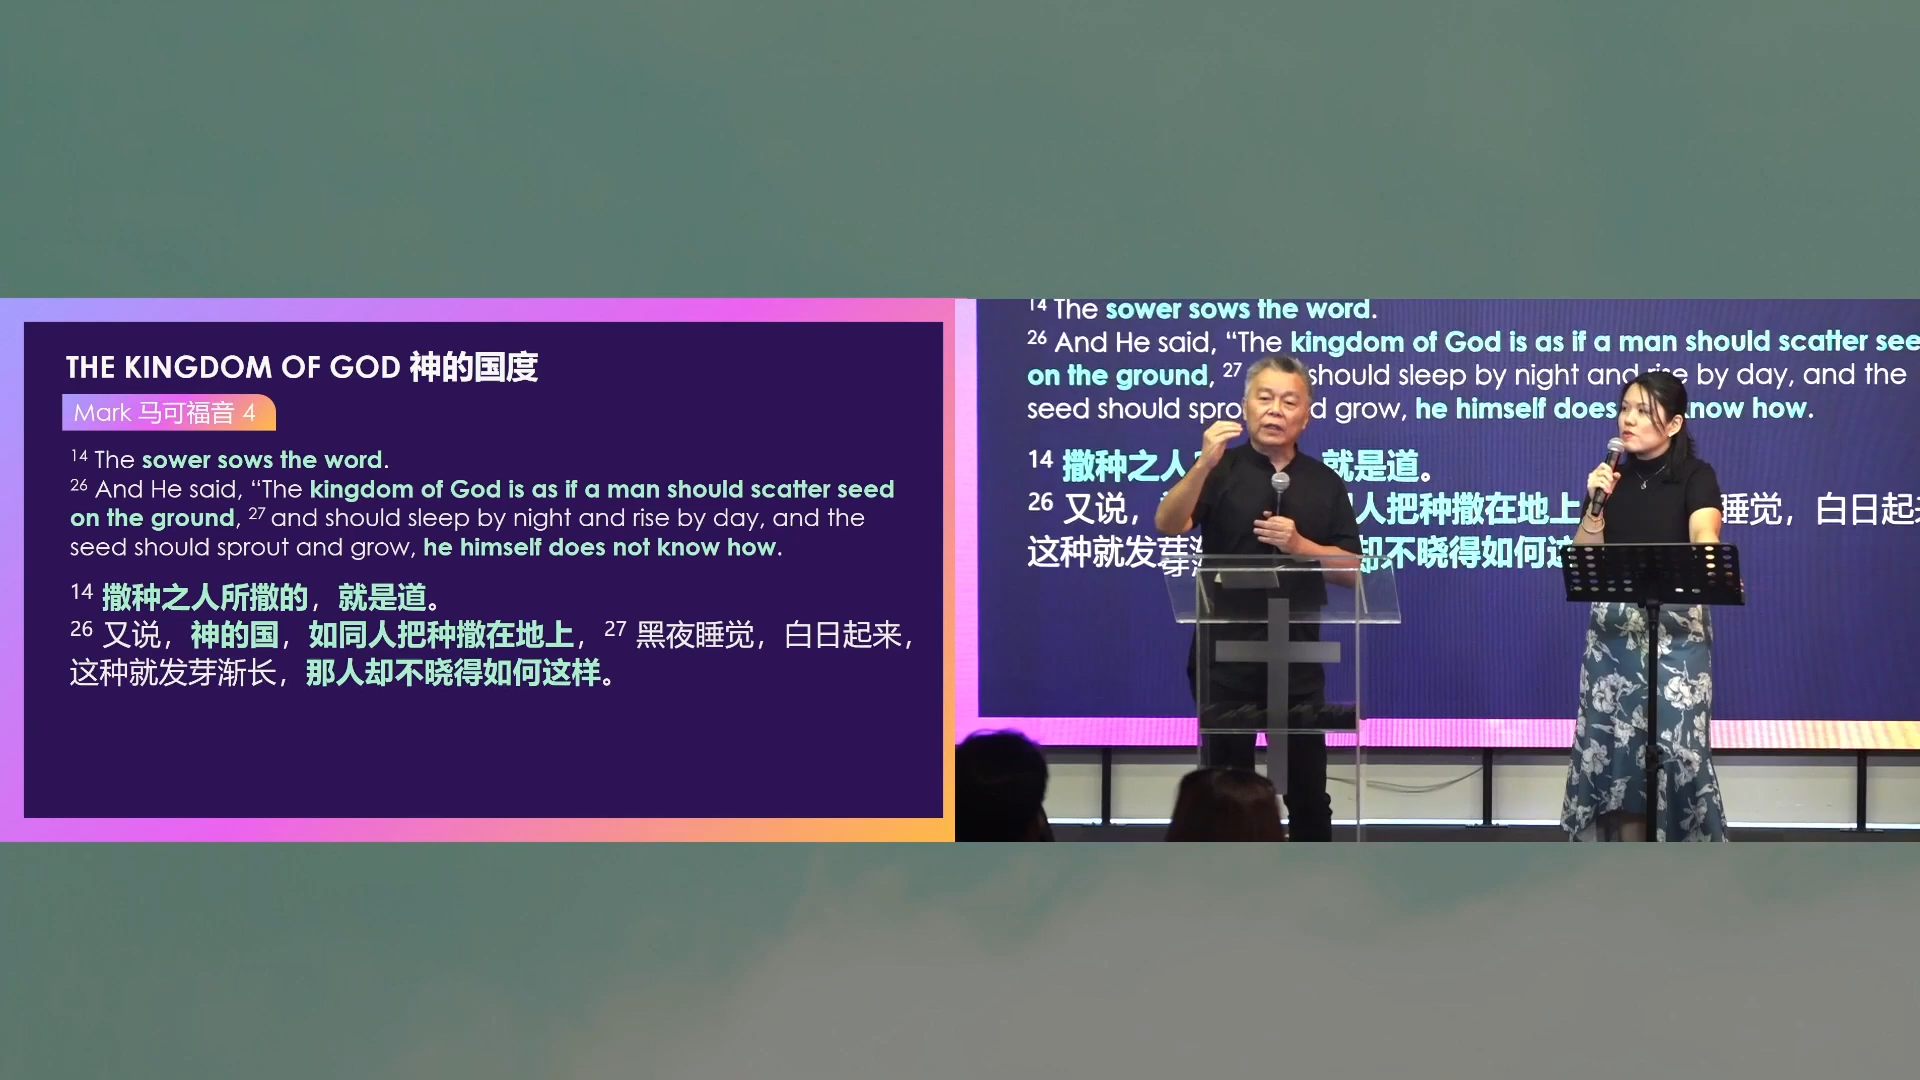 THE KINGDOM OF GOD 神的国度
Mark 马可福音 4
14 The sower sows the word.
26 And He said, “The kingdom of God is as if a man should scatter seed
on the ground, 27 and should sleep by night and rise by day, and the
seed should sprout and grow, he himself does not know how.
14 撒种之人所撒的，就是道。
26 又说，神的国，如同人把种撒在地上，27 黑夜睡觉，白日起来，
这种就发芽渐长，那人却不晓得如何这样。
14 The sower sows the word.
26 And He said, “The kingdom of God is as if a man should scatter see
on the ground, 27 should sleep by night and rise by day, and the
seed should spro d grow, he himself does know how.
14 撒种之人 就是道。
26 又说， 人把种撒在地上 睡觉，白日起
这种就发芽 却不晓得如何这